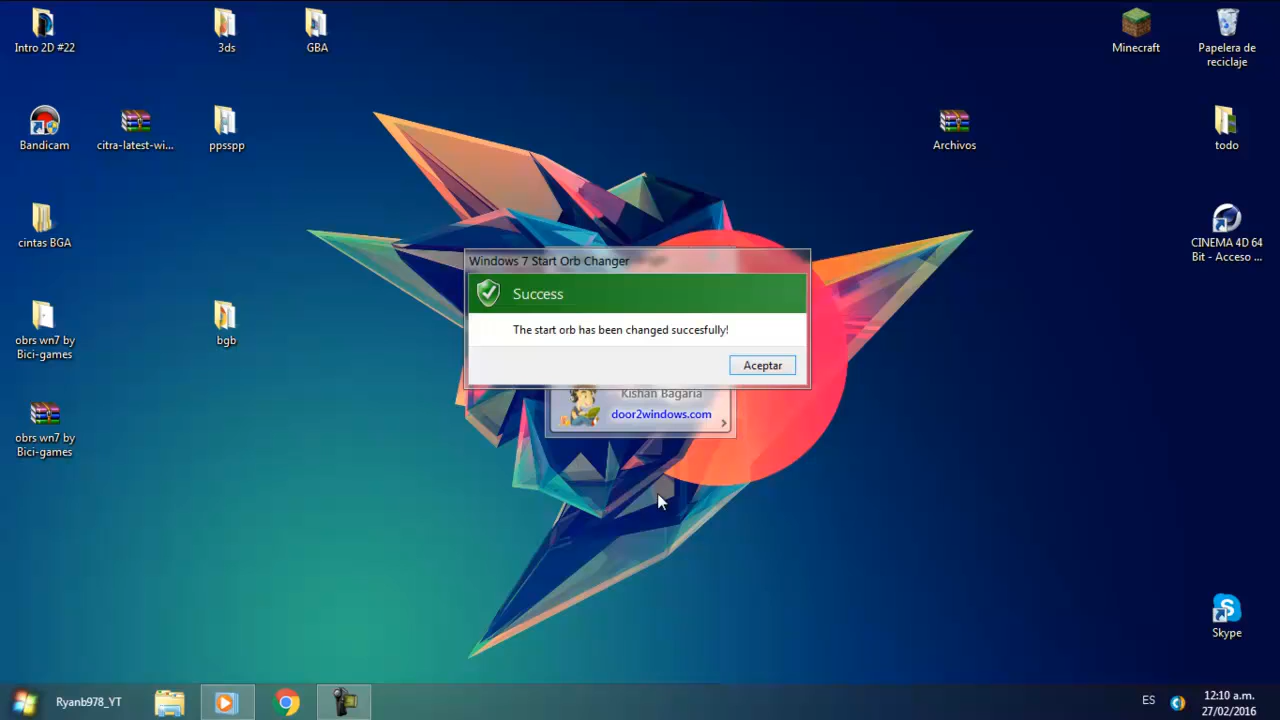 Intro 2D #22
3ds
GBA
Minecraft
Papelera de
reciclaje
Bandicam
citra-latest-wi...
ppsspp
Archivos
todo
cintas BGA
CINEMA 4D 64
Bit - Acceso ...
Windows 7 Start Orb Changer
Success
The start orb has been changed succesfully!
Aceptar
Kishan Bagaria
door2windows.com
obrs wn7 by
Bici-games
bgb
obrs wn7 by
Bici-games
Skype
Ryanb978_YT
ES
12:10 a.m.
27/02/2016